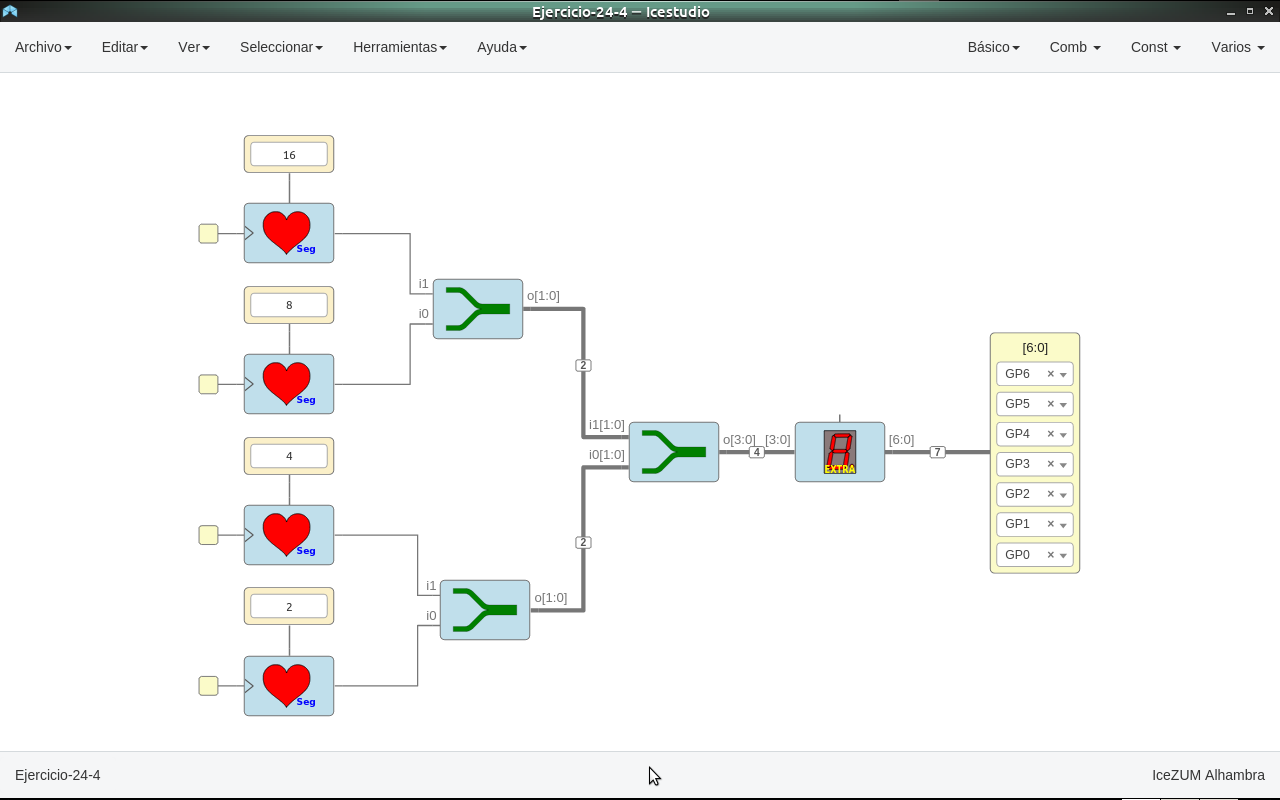 Ejercicio-24-4 — Icestudio
Archivo Editar Ver Seleccionar Herramientas Ayuda Básico Comb Const Varios
16
Seg
8
Seg
4
Seg
2
Seg
i1
i0
o[1:0]
2
i1
i0
o[1:0]
2
i1[1:0]
i0[1:0]
o[3:0]
4
[3:0]
EXTRA
[6:0]
7
[6:0]
GP6 ×
GP5 ×
GP4 ×
GP3 ×
GP2 ×
GP1 ×
GP0 ×
Ejercicio-24-4
IceZUM Alhambra